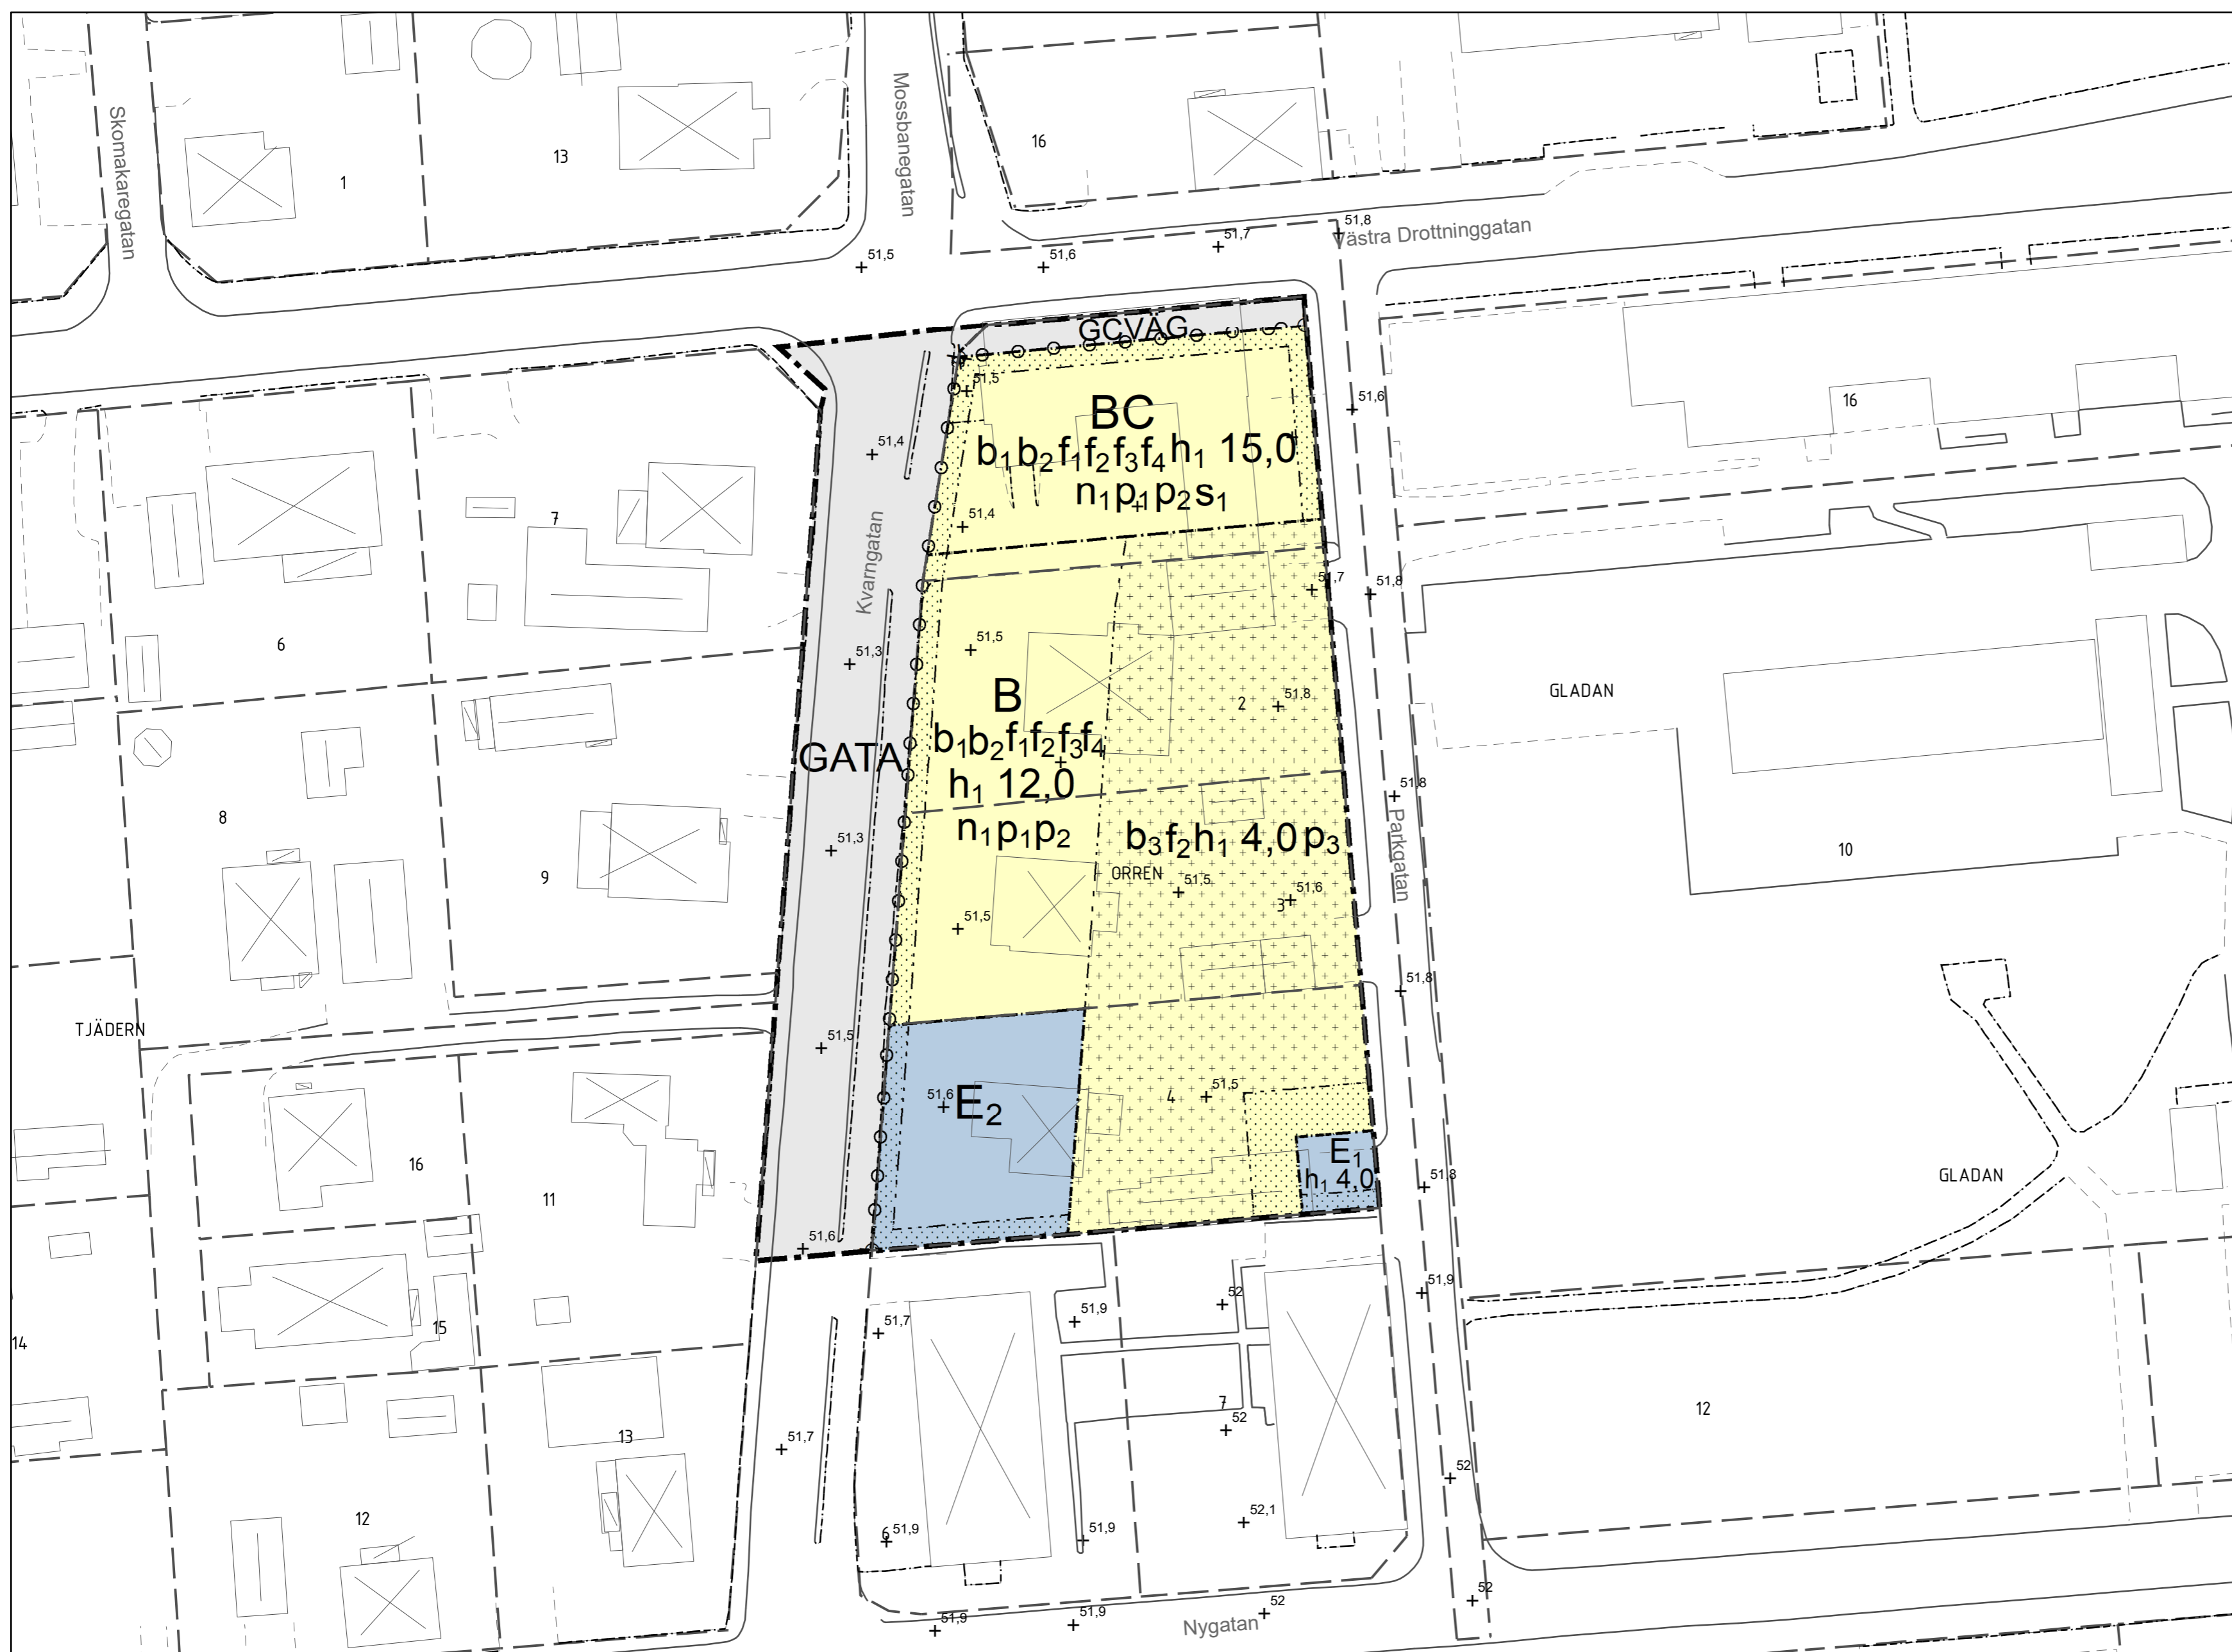 Skomakaregatan
Mossbanegatan
1
13
16
51,5
51,6
51,7
51,8
Västra Drottninggatan
GCVÄG
51,5
51,6
16
BC
b₁b₂f₁f₂f₃f₄h₁ 15,0
n₁p₁p₂s₁
51,4
51,4
7
Kvarngatan
51,7
51,8
6
51,3
51,5
B
b₁b₂f₁f₂f₃f₄
h₁ 12,0
n₁p₁p₂
2
51,8
GLADAN
GATA
8
51,3
51,8
Parkgatan
b₃f₂h₁ 4,0p₃
ORREN
51,5
51,6
3
10
9
51,5
51,8
TJÄDERN
51,5
51,6
E₂
4
51,5
E₁
h₁ 4,0
51,8
GLADAN
16
11
51,6
51,9
52
51,9
51,7
14
15
7
52
12
13
51,7
52
12
6
51,9
51,9
52,1
52
51,9
51,9
52
Nygatan